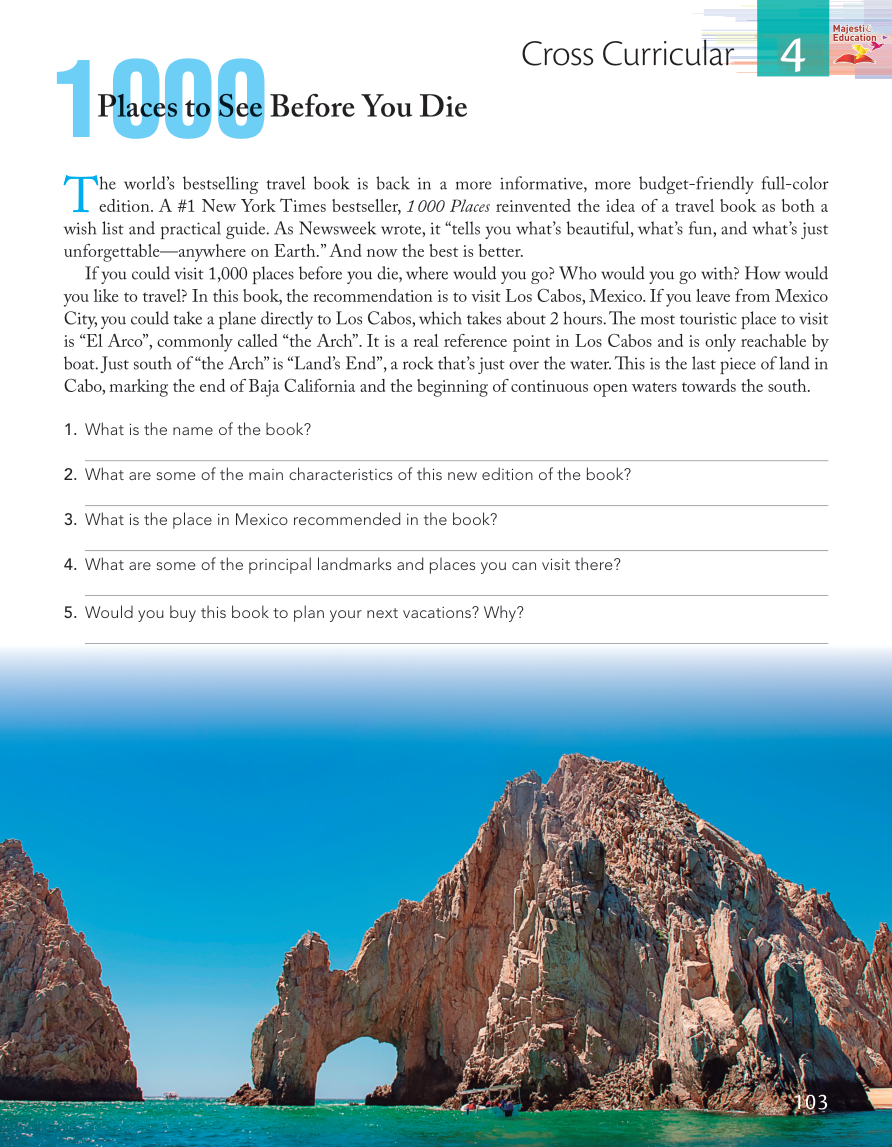 Cross Curricular 4
Majestic
Education
1000
Places to See Before You Die
The world’s bestselling travel book is back in a more informative, more budget-friendly full-color
edition. A #1 New York Times bestseller, 1000 Places reinvented the idea of a travel book as both a
wish list and practical guide. As Newsweek wrote, it “tells you what’s beautiful, what’s fun, and what’s just
unforgettable—anywhere on Earth.” And now the best is better.
If you could visit 1,000 places before you die, where would you go? Who would you go with? How would
you like to travel? In this book, the recommendation is to visit Los Cabos, Mexico. If you leave from Mexico
City, you could take a plane directly to Los Cabos, which takes about 2 hours. The most touristic place to visit
is “El Arco”, commonly called “the Arch”. It is a real reference point in Los Cabos and is only reachable by
boat. Just south of “the Arch” is “Land’s End”, a rock that’s just over the water. This is the last piece of land in
Cabo, marking the end of Baja California and the beginning of continuous open waters towards the south.
1. What is the name of the book?
2. What are some of the main characteristics of this new edition of the book?
3. What is the place in Mexico recommended in the book?
4. What are some of the principal landmarks and places you can visit there?
5. Would you buy this book to plan your next vacations? Why?
103